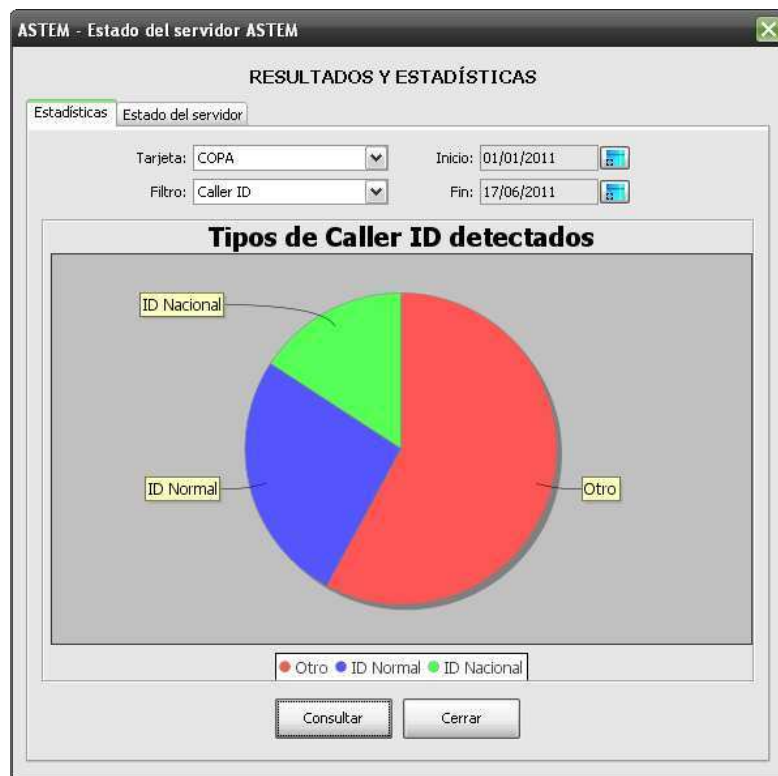 ASTEM - Estado del servidor ASTEM
RESULTADOS Y ESTADÍSTICAS
Estadísticas Estado del servidor
Tarjeta: COPA Inicio: 01/01/2011
Filtro: Caller ID Fin: 17/06/2011
Tipos de Caller ID detectados
ID Nacional
ID Normal
Otro
Otro ID Normal ID Nacional
Consultar Cerrar